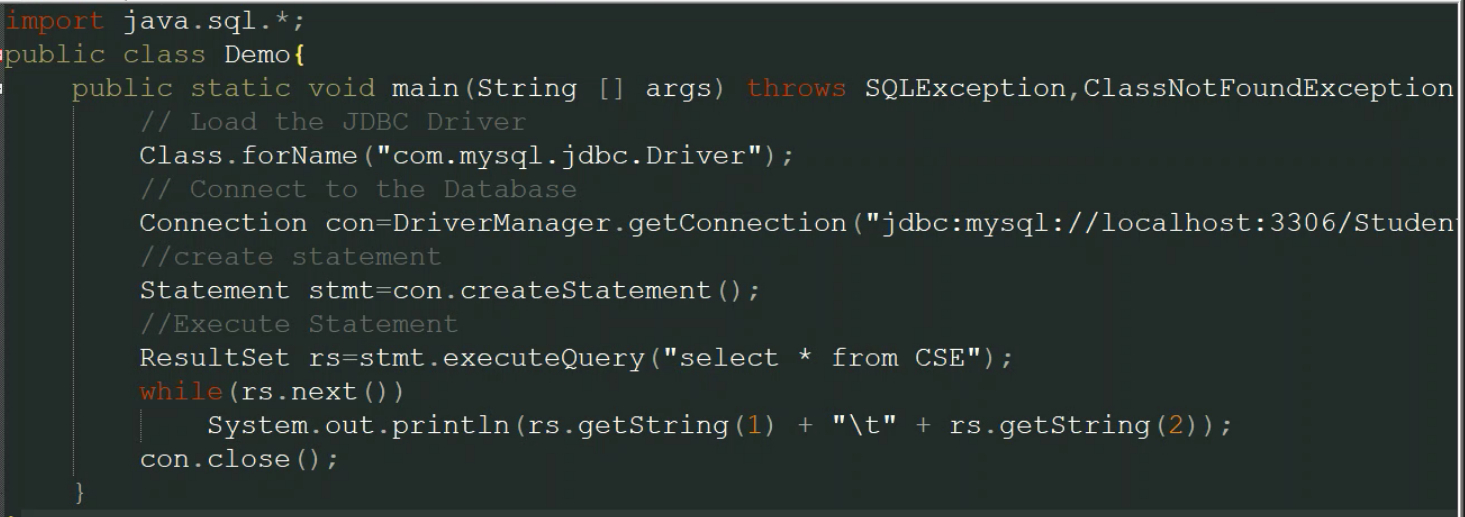 import java.sql.*;
public class Demo{
    public static void main(String [] args) throws SQLException,ClassNotFoundException
        // Load the JDBC Driver
        Class.forName("com.mysql.jdbc.Driver");
        // Connect to the Database
        Connection con=DriverManager.getConnection("jdbc:mysql://localhost:3306/Studen
        //create statement
        Statement stmt=con.createStatement();
        //Execute Statement
        ResultSet rs=stmt.executeQuery("select * from CSE");
        while(rs.next())
            System.out.println(rs.getString(1) + "\t" + rs.getString(2));
        con.close();
    }